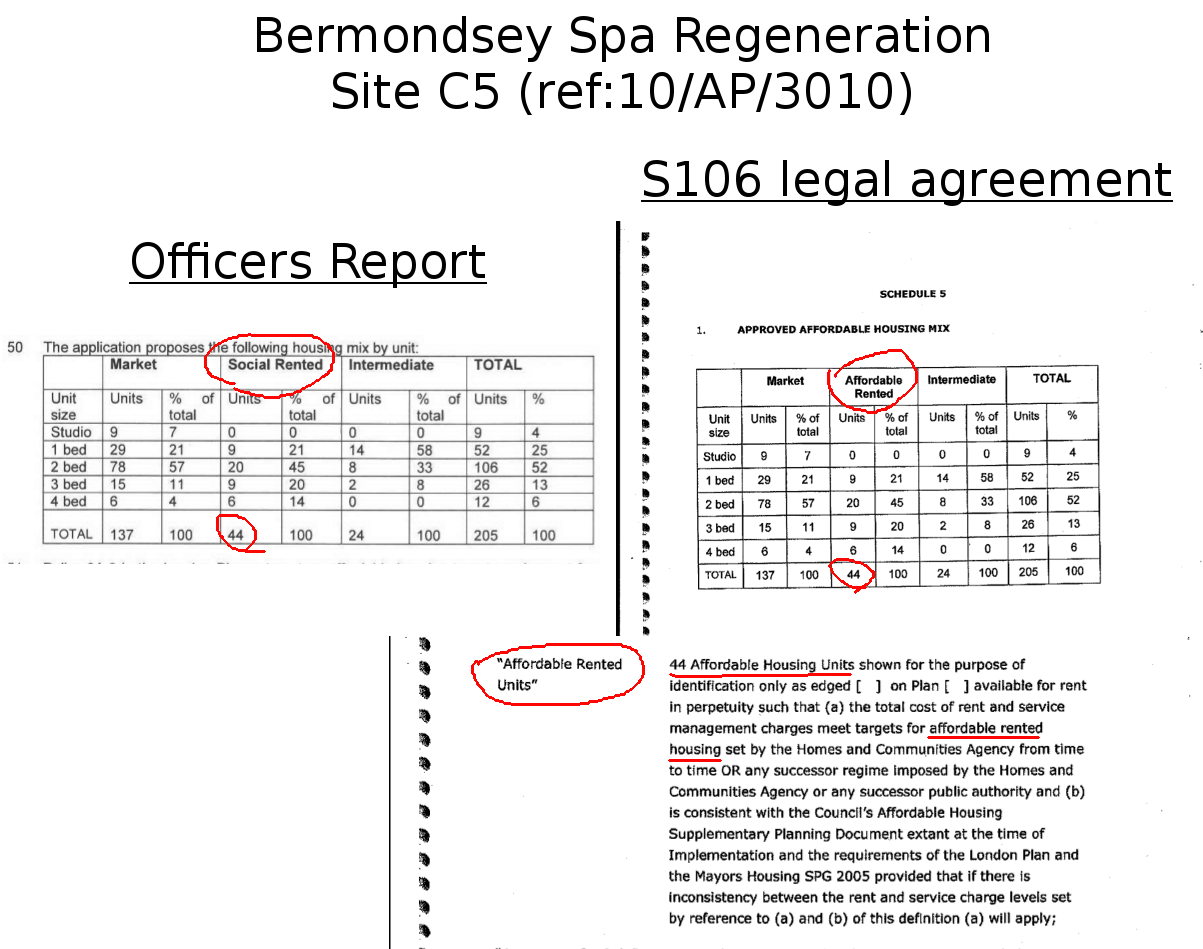 Bermondsey Spa Regeneration
Site C5 (ref:10/AP/3010)
S106 legal agreement
Officers Report
50 The application proposes the following housing mix by unit:
Market Social Rented Intermediate TOTAL
Unit size Units % of total Units % of total Units % of total Units %
Studio 9 7 0 0 0 0 9 4
1 bed 29 21 9 21 14 58 52 25
2 bed 78 57 20 45 8 33 106 52
3 bed 15 11 9 20 2 8 26 13
4 bed 6 4 6 14 0 0 12 6
TOTAL 137 100 44 100 24 100 205 100
SCHEDULE 5
1. APPROVED AFFORDABLE HOUSING MIX
Market Affordable Rented Intermediate TOTAL
Unit size Units % of total Units % of total Units % of total Units %
Studio 9 7 0 0 0 0 9 4
1 bed 29 21 9 21 14 58 52 25
2 bed 78 57 20 45 8 33 106 52
3 bed 15 11 9 20 2 8 26 13
4 bed 6 4 6 14 0 0 12 6
TOTAL 137 100 44 100 24 100 205 100
"Affordable Rented
Units"
44 Affordable Housing Units shown for the purpose of
identification only as edged [ ] on Plan [ ] available for rent
in perpetuity such that (a) the total cost of rent and service
management charges meet targets for affordable rented
housing set by the Homes and Communities Agency from time
to time OR any successor regime imposed by the Homes and
Communities Agency or any successor public authority and (b)
is consistent with the Council's Affordable Housing
Supplementary Planning Document extant at the time of
Implementation and the requirements of the London Plan and
the Mayors Housing SPG 2005 provided that if there is
inconsistency between the rent and service charge levels set
by reference to (a) and (b) of this definition (a) will apply;